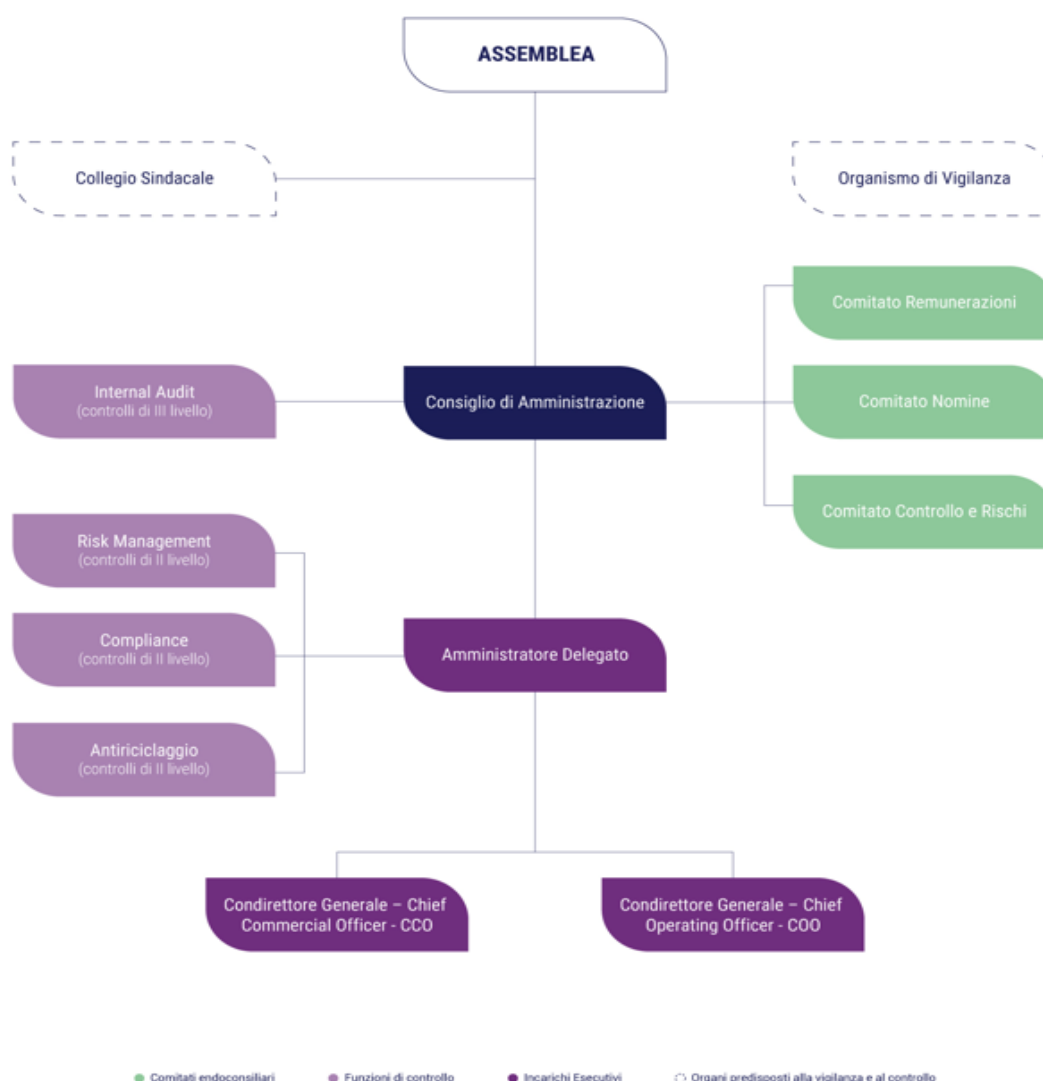 ASSEMBLEA
Collegio Sindacale
Organismo di Vigilanza
Comitato Remunerazioni
Internal Audit
(controlli di III livello)
Consiglio di Amministrazione
Comitato Nomine
Comitato Controllo e Rischi
Risk Management
(controlli di II livello)
Compliance
(controlli di II livello)
Amministratore Delegato
Antiriciclaggio
(controlli di II livello)
Condirettore Generale – Chief
Commercial Officer - CCO
Condirettore Generale – Chief
Operating Officer - COO
Comitati endoconsiliari
Funzioni di controllo
Incarichi Esecutivi
Organi predisposti alla vigilanza e al controllo